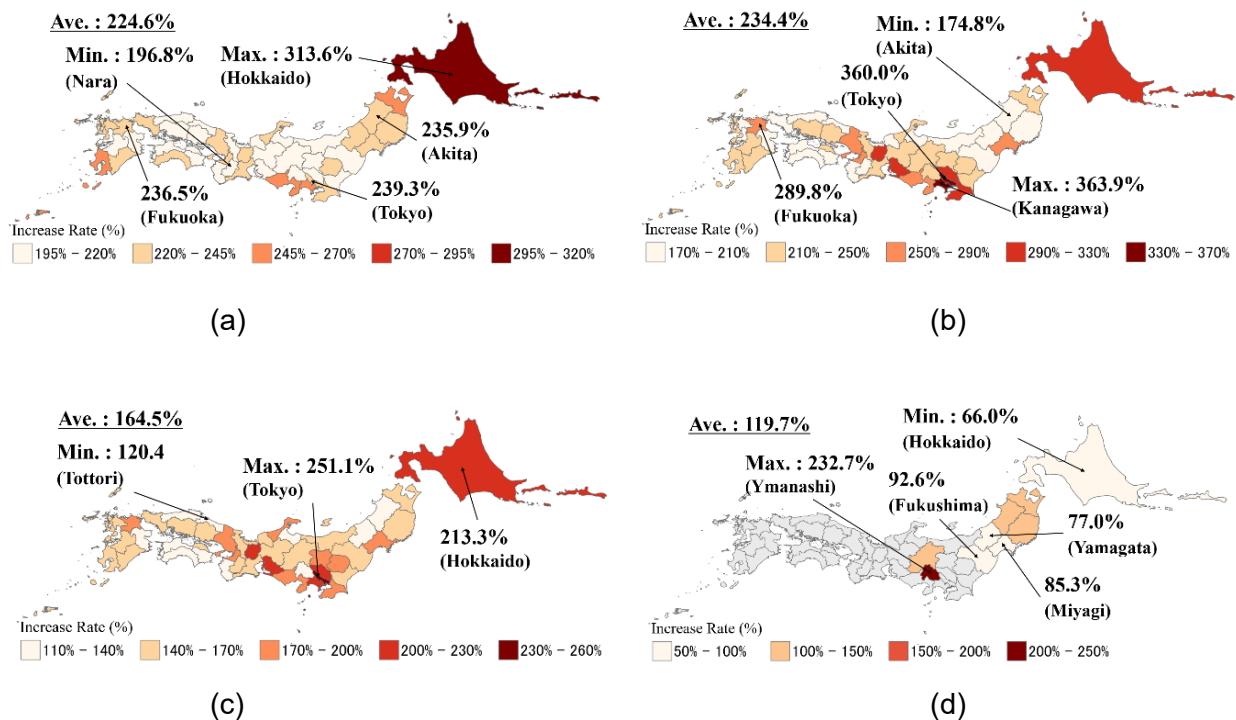 Ave. : 224.6%
Min. : 196.8%
(Nara)
Max. : 313.6%
(Hokkaido)
235.9%
(Akita)
236.5%
(Fukuoka)
239.3%
(Tokyo)
Increase Rate (%)
195% - 220% 220% - 245% 245% - 270% 270% - 295% 295% - 320%
(a)
Ave. : 234.4%
Min. : 174.8%
(Akita)
360.0%
(Tokyo)
289.8%
(Fukuoka)
Max. : 363.9%
(Kanagawa)
Increase Rate (%)
170% - 210% 210% - 250% 250% - 290% 290% - 330% 330% - 370%
(b)
Ave. : 164.5%
Min. : 120.4
(Tottori)
Max. : 251.1%
(Tokyo)
213.3%
(Hokkaido)
Increase Rate (%)
110% - 140% 140% - 170% 170% - 200% 200% - 230% 230% - 260%
(c)
Ave. : 119.7%
Min. : 66.0%
(Hokkaido)
Max. : 232.7%
(Ymanashi)
92.6%
(Fukushima)
77.0%
(Yamagata)
85.3%
(Miyagi)
Increase Rate (%)
50% - 100% 100% - 150% 150% - 200% 200% - 250%
(d)